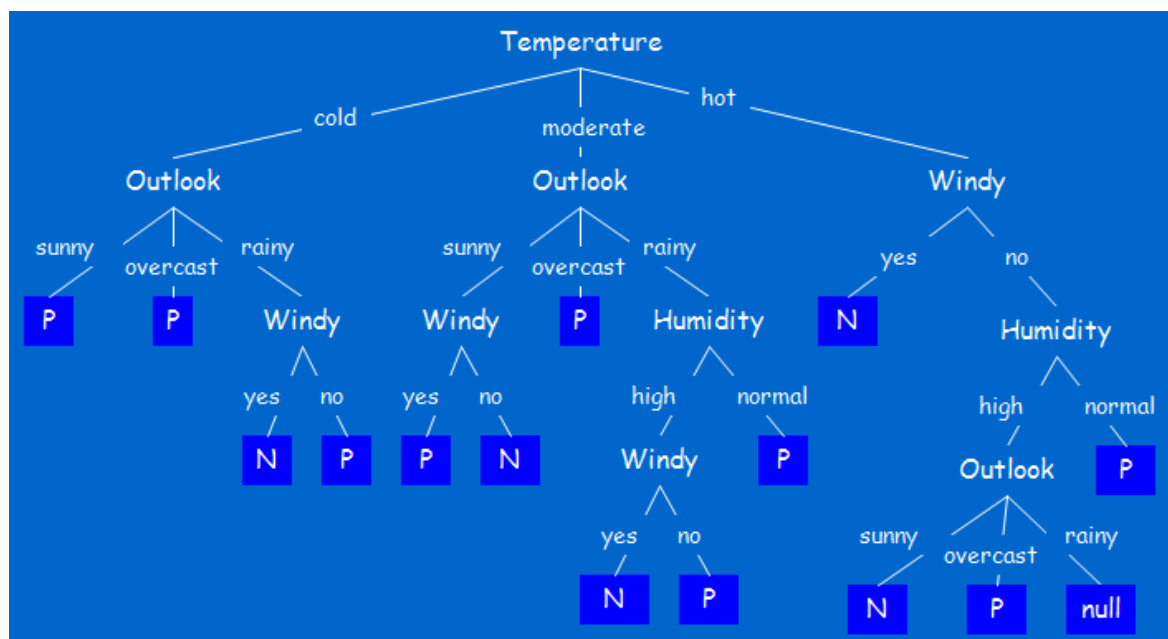 Temperature
cold
moderate
hot
Outlook
Outlook
Windy
sunny
overcast
rainy
sunny
overcast
rainy
yes
no
P
P
Windy
Windy
P
Humidity
N
Humidity
yes
no
yes
no
high
normal
high
normal
N
P
P
N
Windy
P
Outlook
P
yes
no
sunny
overcast
rainy
N
P
N
P
null